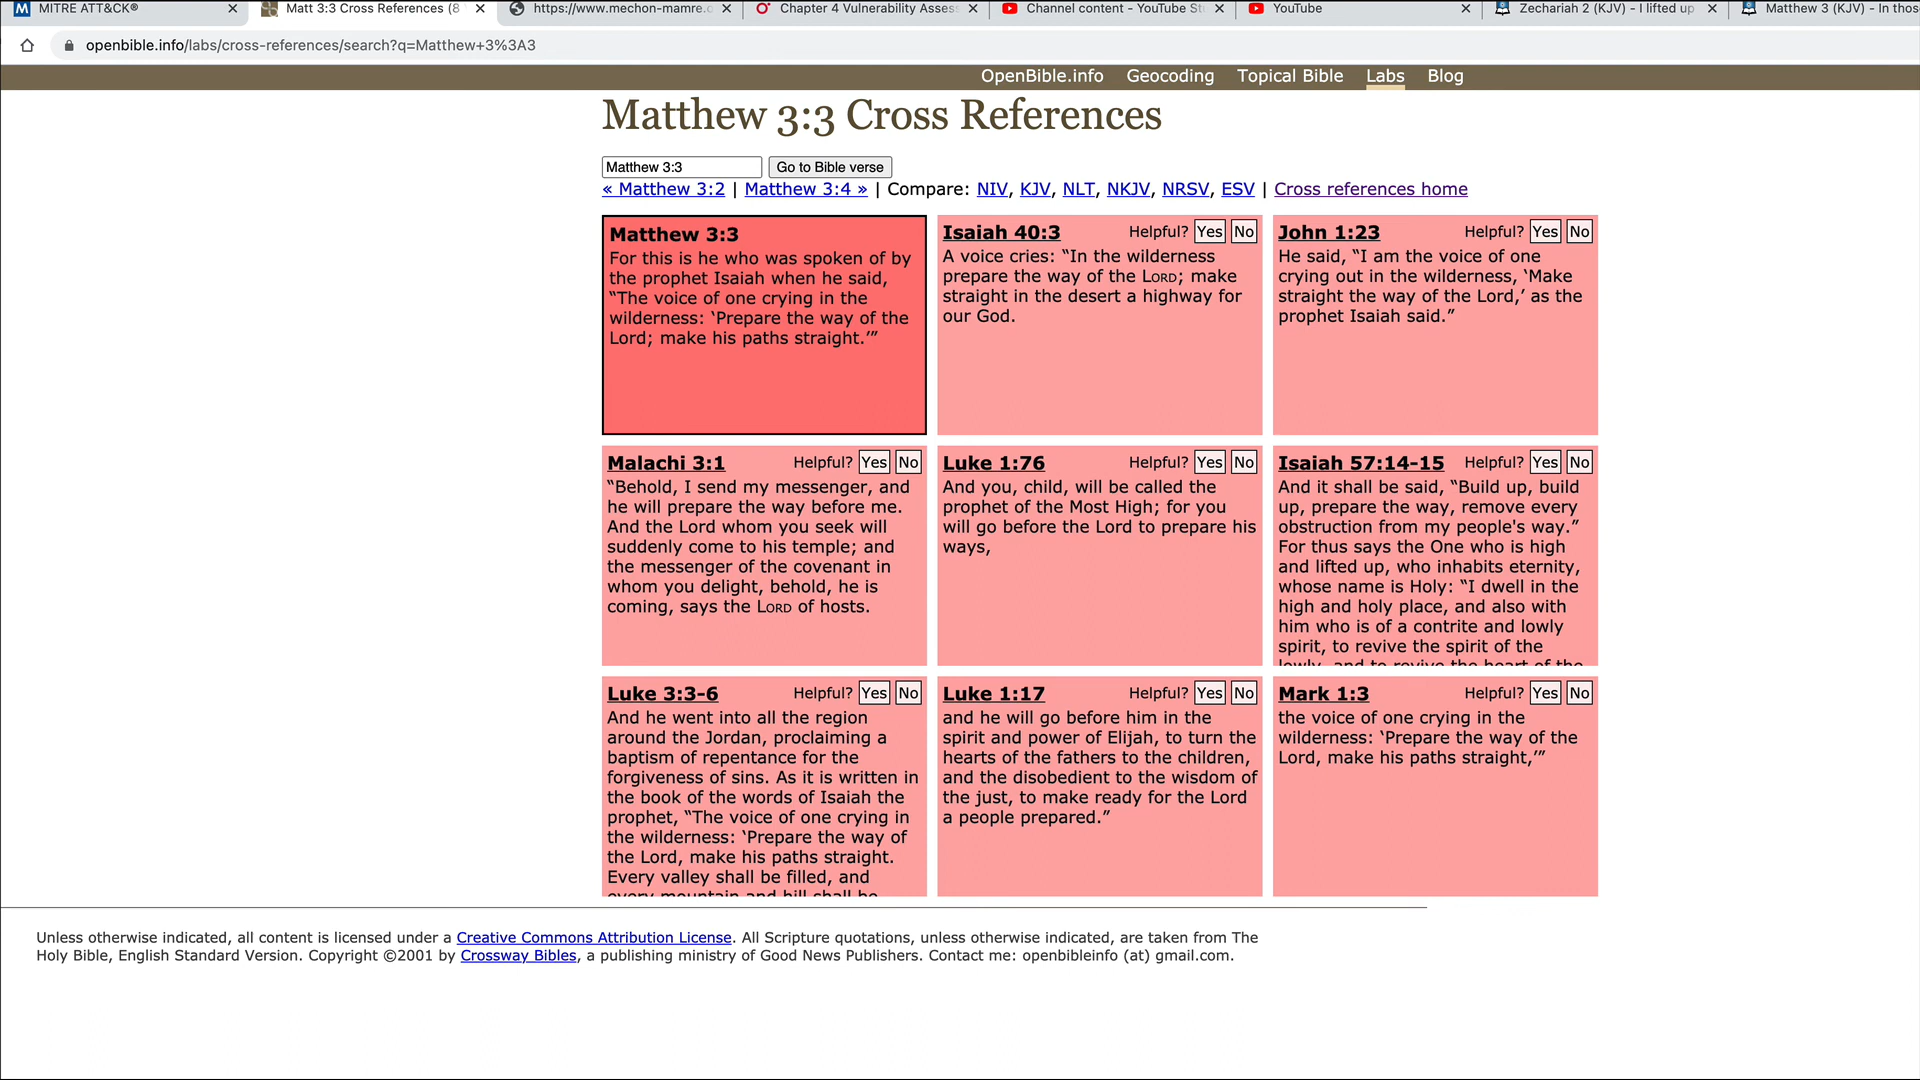 MITRE ATT&CK®
Matt 3:3 Cross References (8
https://www.mechon-mamre.o
Chapter 4 Vulnerability Assess
Channel content - YouTube St
YouTube
Zechariah 2 (KJV) - I lifted up
Matthew 3 (KJV) - In those
openbible.info/labs/cross-references/search?q=Matthew+3%3A3
OpenBible.info Geocoding Topical Bible Labs Blog
Matthew 3:3 Cross References
Matthew 3:3 Go to Bible verse
« Matthew 3:2 | Matthew 3:4 » | Compare: NIV, KJV, NLT, NKJV, NRSV, ESV | Cross references home
Matthew 3:3
For this is he who was spoken of by
the prophet Isaiah when he said,
“The voice of one crying in the
wilderness: ‘Prepare the way of the
Lord; make his paths straight.’”
Isaiah 40:3 Helpful? Yes No
A voice cries: “In the wilderness
prepare the way of the LORD; make
straight in the desert a highway for
our God.
John 1:23 Helpful? Yes No
He said, “I am the voice of one
crying out in the wilderness, ‘Make
straight the way of the Lord,’ as the
prophet Isaiah said.”
Malachi 3:1 Helpful? Yes No
“Behold, I send my messenger, and
he will prepare the way before me.
And the Lord whom you seek will
suddenly come to his temple; and
the messenger of the covenant in
whom you delight, behold, he is
coming, says the LORD of hosts.
Luke 1:76 Helpful? Yes No
And you, child, will be called the
prophet of the Most High; for you
will go before the Lord to prepare his
ways,
Isaiah 57:14-15 Helpful? Yes No
And it shall be said, “Build up, build
up, prepare the way, remove every
obstruction from my people's way.”
For thus says the One who is high
and lifted up, who inhabits eternity,
whose name is Holy: “I dwell in the
high and holy place, and also with
him who is of a contrite and lowly
spirit, to revive the spirit of the
lowly, and to revive the heart of the
Luke 3:3-6 Helpful? Yes No
And he went into all the region
around the Jordan, proclaiming a
baptism of repentance for the
forgiveness of sins. As it is written in
the book of the words of Isaiah the
prophet, “The voice of one crying in
the wilderness: ‘Prepare the way of
the Lord, make his paths straight.
Every valley shall be filled, and
every mountain and hill shall be
Luke 1:17 Helpful? Yes No
and he will go before him in the
spirit and power of Elijah, to turn the
hearts of the fathers to the children,
and the disobedient to the wisdom of
the just, to make ready for the Lord
a people prepared.”
Mark 1:3 Helpful? Yes No
the voice of one crying in the
wilderness: ‘Prepare the way of the
Lord, make his paths straight,’”
Unless otherwise indicated, all content is licensed under a Creative Commons Attribution License. All Scripture quotations, unless otherwise indicated, are taken from The
Holy Bible, English Standard Version. Copyright ©2001 by Crossway Bibles, a publishing ministry of Good News Publishers. Contact me: openbibleinfo (at) gmail.com.